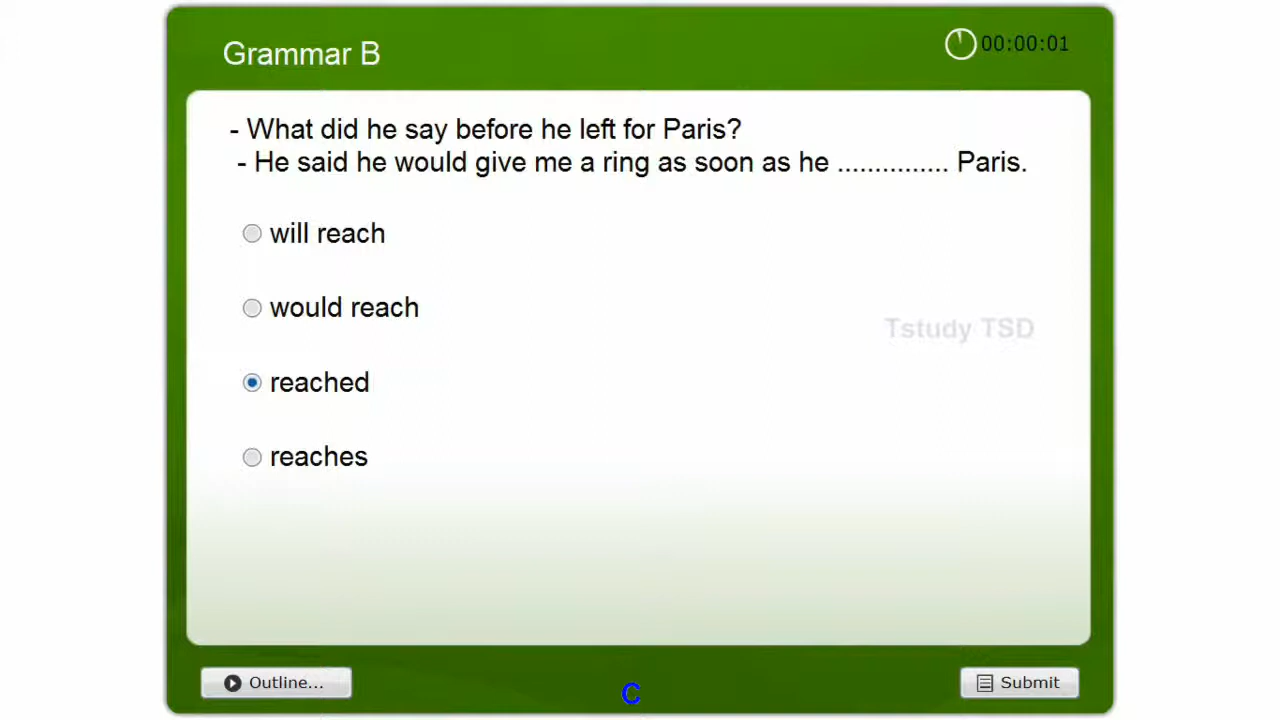 Grammar B
00:00:01
- What did he say before he left for Paris?
- He said he would give me a ring as soon as he ............... Paris.
will reach
would reach
Tstudy TSD
reached
reaches
Outline...
C
Submit